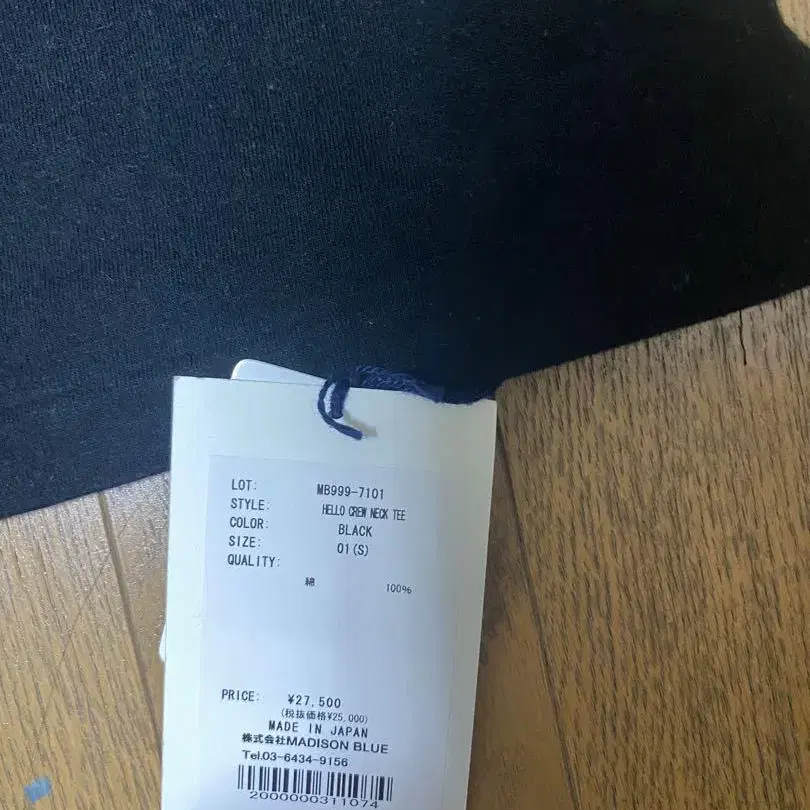 LOT: MB999-7101
STYLE: HELLO CREW NECK TEE
COLOR: BLACK
SIZE: 01(S)
QUALITY:
綿 100%
PRICE: ¥27,500
(税抜価格¥25,000)
MADE IN JAPAN
株式会社MADISON BLUE
Tel.03-6434-9156
2000000311074